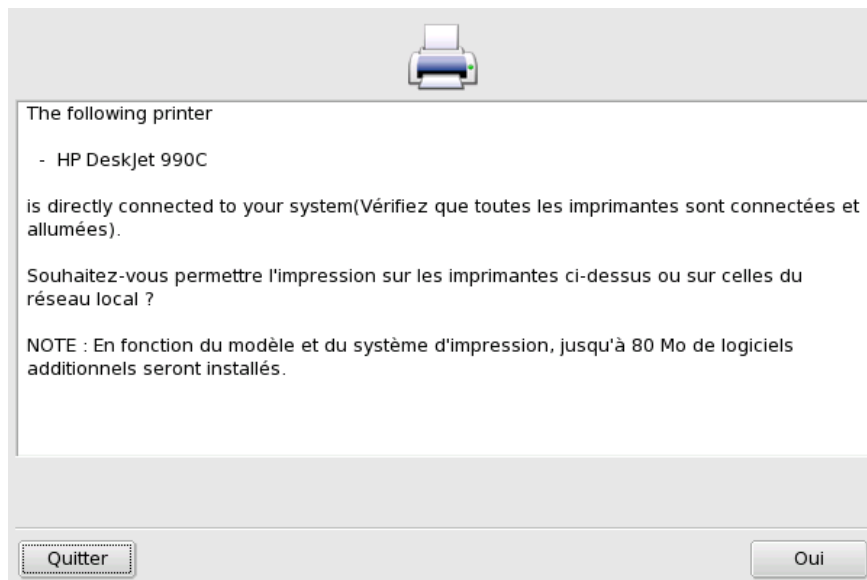 The following printer
- HP DeskJet 990C
is directly connected to your system(Vérifiez que toutes les imprimantes sont connectées et
allumées).
Souhaitez-vous permettre l'impression sur les imprimantes ci-dessus ou sur celles du
réseau local ?
NOTE : En fonction du modèle et du système d'impression, jusqu'à 80 Mo de logiciels
additionnels seront installés.
Quitter
Oui